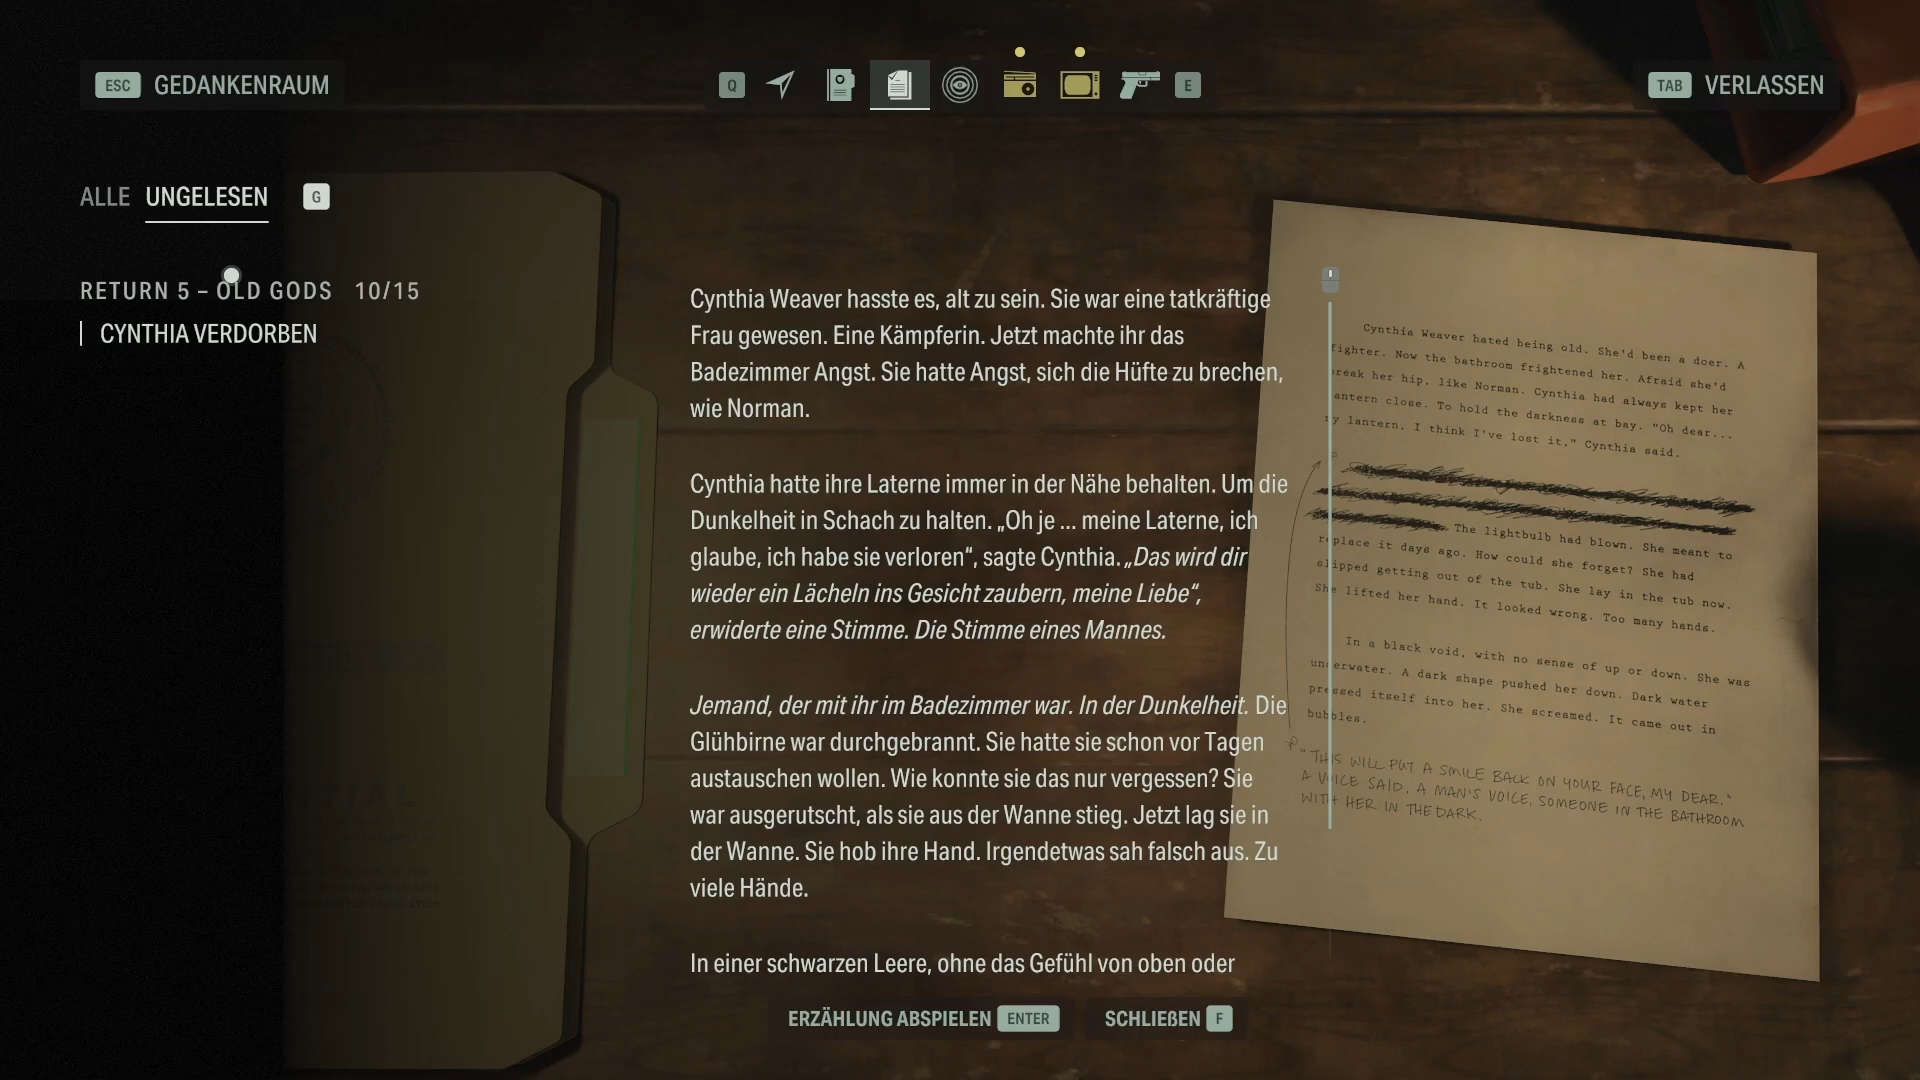 ESC GEDANKENRAUM
Q
E
TAB VERLASSEN
ALLE UNGELESEN G
RETURN 5 – OLD GODS 10/15
CYNTHIA VERDORBEN
Cynthia Weaver hasste es, alt zu sein. Sie war eine tatkräftige
Frau gewesen. Eine Kämpferin. Jetzt machte ihr das
Badezimmer Angst. Sie hatte Angst, sich die Hüfte zu brechen,
wie Norman.
Cynthia hatte ihre Laterne immer in der Nähe behalten. Um die
Dunkelheit in Schach zu halten. „Oh je ... meine Laterne, ich
glaube, ich habe sie verloren“, sagte Cynthia. „Das wird dir
wieder ein Lächeln ins Gesicht zaubern, meine Liebe“,
erwiderte eine Stimme. Die Stimme eines Mannes.
Jemand, der mit ihr im Badezimmer war. In der Dunkelheit. Die
Glühbirne war durchgebrannt. Sie hatte sie schon vor Tagen
austauschen wollen. Wie konnte sie das nur vergessen? Sie
war ausgerutscht, als sie aus der Wanne stieg. Jetzt lag sie in
der Wanne. Sie hob ihre Hand. Irgendetwas sah falsch aus. Zu
viele Hände.
In einer schwarzen Leere, ohne das Gefühl von oben oder
Cynthia Weaver hated being old. She'd been a doer. A
fighter. Now the bathroom frightened her. Afraid she'd
break her hip, like Norman. Cynthia had always kept her
lantern close. To hold the darkness at bay. "Oh dear...
my lantern, I think I've lost it," Cynthia said.
The lightbulb had blown. She meant to
replace it days ago. How could she forget? She had
slipped getting out of the tub. She lay in the tub now.
She lifted her hand. It looked wrong. Too many hands.
In a black void, with no sense of up or down. She was
underwater. A dark shape pushed her down. Dark water
pressed itself into her. She screamed. It came out in
bubbles.
"THIS WILL PUT A SMILE BACK ON YOUR FACE, MY DEAR,"
A VOICE SAID. A MAN'S VOICE. SOMEONE IN THE BATHROOM
WITH HER IN THE DARK.
ERZÄHLUNG ABSPIELEN ENTER
SCHLIEßEN F